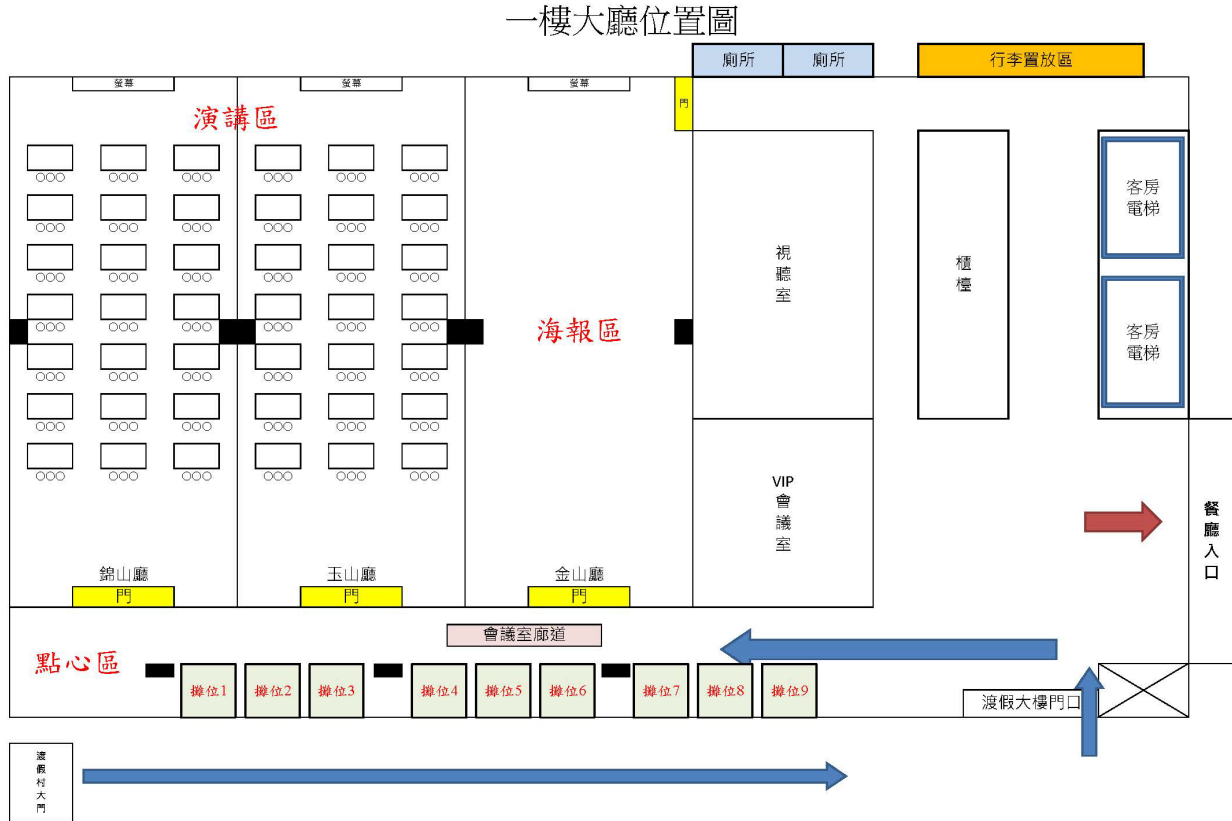 一樓大廳位置圖
廁所
廁所
行李置放區
螢幕
螢幕
螢幕
門
演講區
客房
電梯
視聽室
櫃檯
海報區
客房
電梯
VIP
會議室
餐廳入口
錦山廳
玉山廳
金山廳
門
門
門
會議室廊道
點心區
攤位1
攤位2
攤位3
攤位4
攤位5
攤位6
攤位7
攤位8
攤位9
渡假大樓門口
渡假村大門